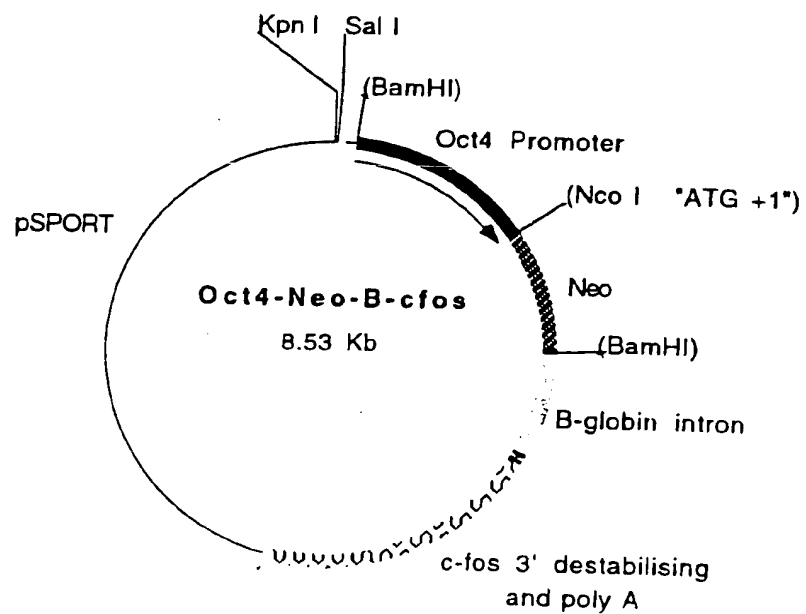 Kpn I Sal I
(BamHI)
Oct4 Promoter
(Nco I "ATG +1")
pSPORT
Neo
Oct4-Neo-B-cfos
8.53 Kb
(BamHI)
B-globin intron
c-fos 3' destabilising
and poly A